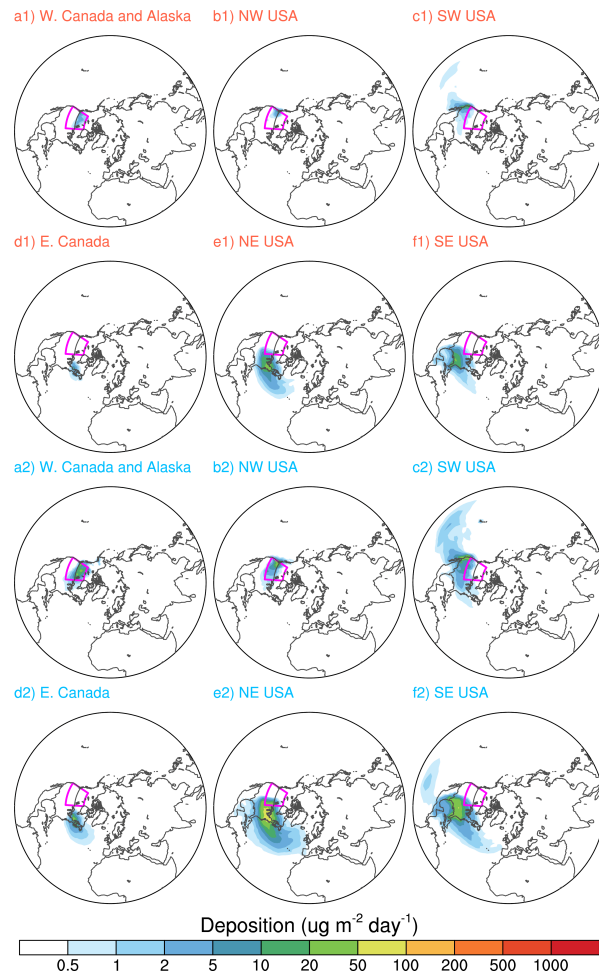 a1) W. Canada and Alaska b1) NW USA c1) SW USA
d1) E. Canada e1) NE USA f1) SE USA
a2) W. Canada and Alaska b2) NW USA c2) SW USA
d2) E. Canada e2) NE USA f2) SE USA
Deposition (ug m⁻² day⁻¹)
0.5 1 2 5 10 20 50 100 200 500 1000